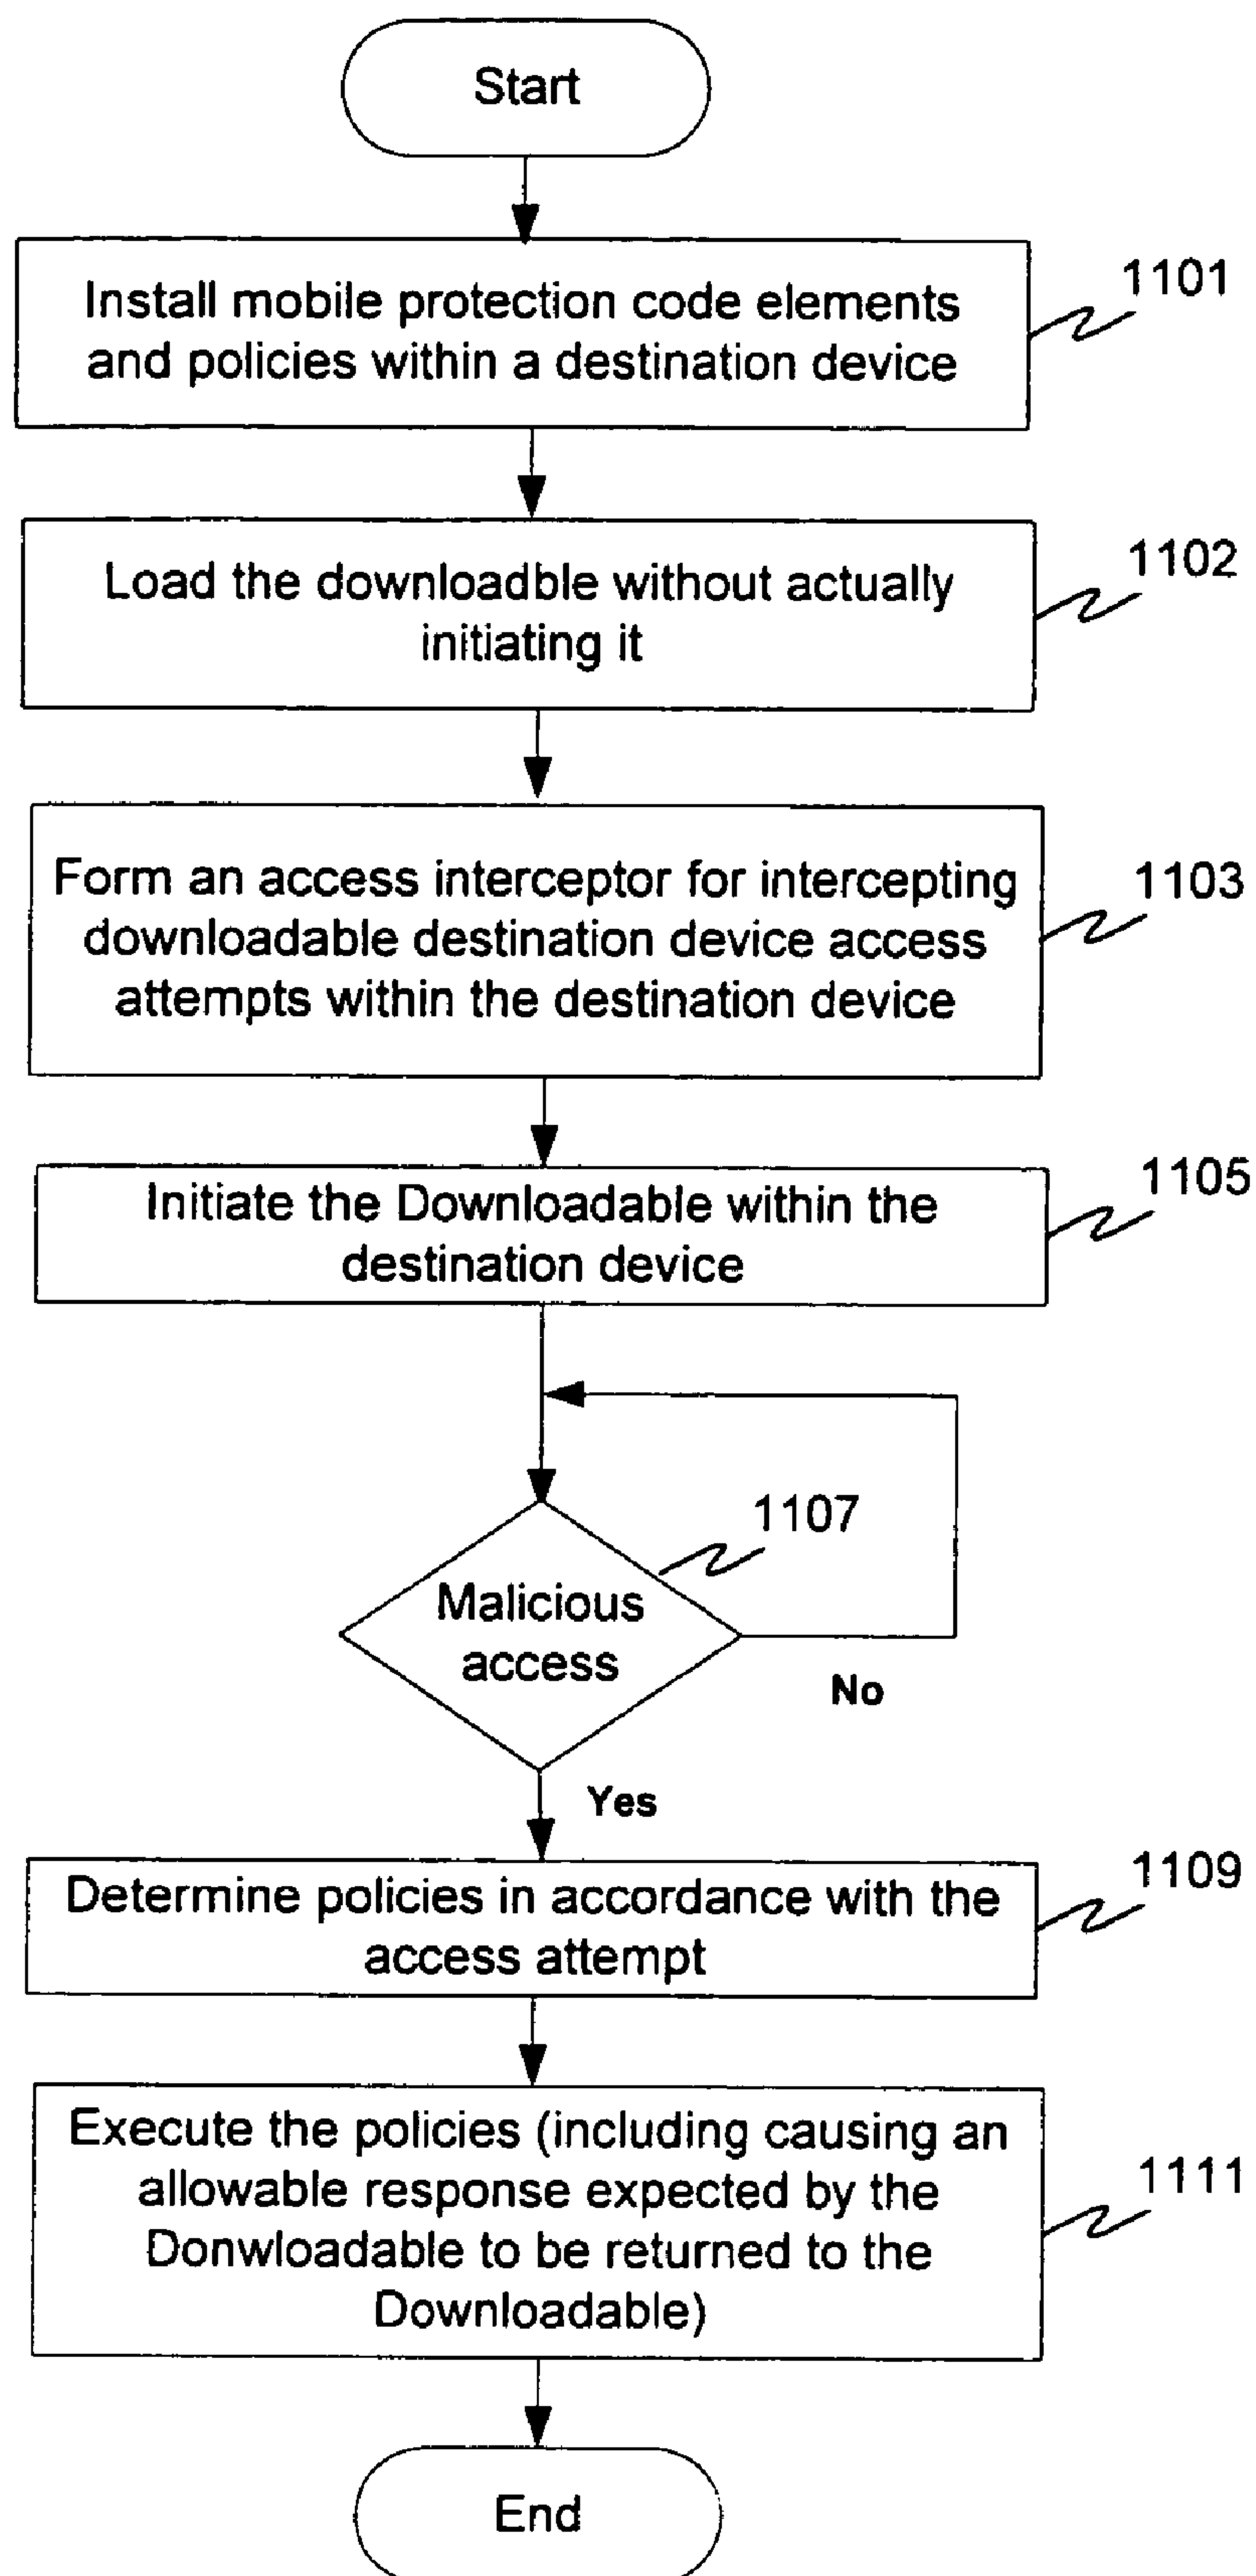 Start
Install mobile protection code elements
and policies within a destination device
1101
Load the downloadble without actually
initiating it
1102
Form an access interceptor for intercepting
downloadable destination device access
attempts within the destination device
1103
Initiate the Downloadable within the
destination device
1105
Malicious
access
1107
No
Yes
Determine policies in accordance with the
access attempt
1109
Execute the policies (including causing an
allowable response expected by the
Donwloadable to be returned to the
Downloadable)
1111
End